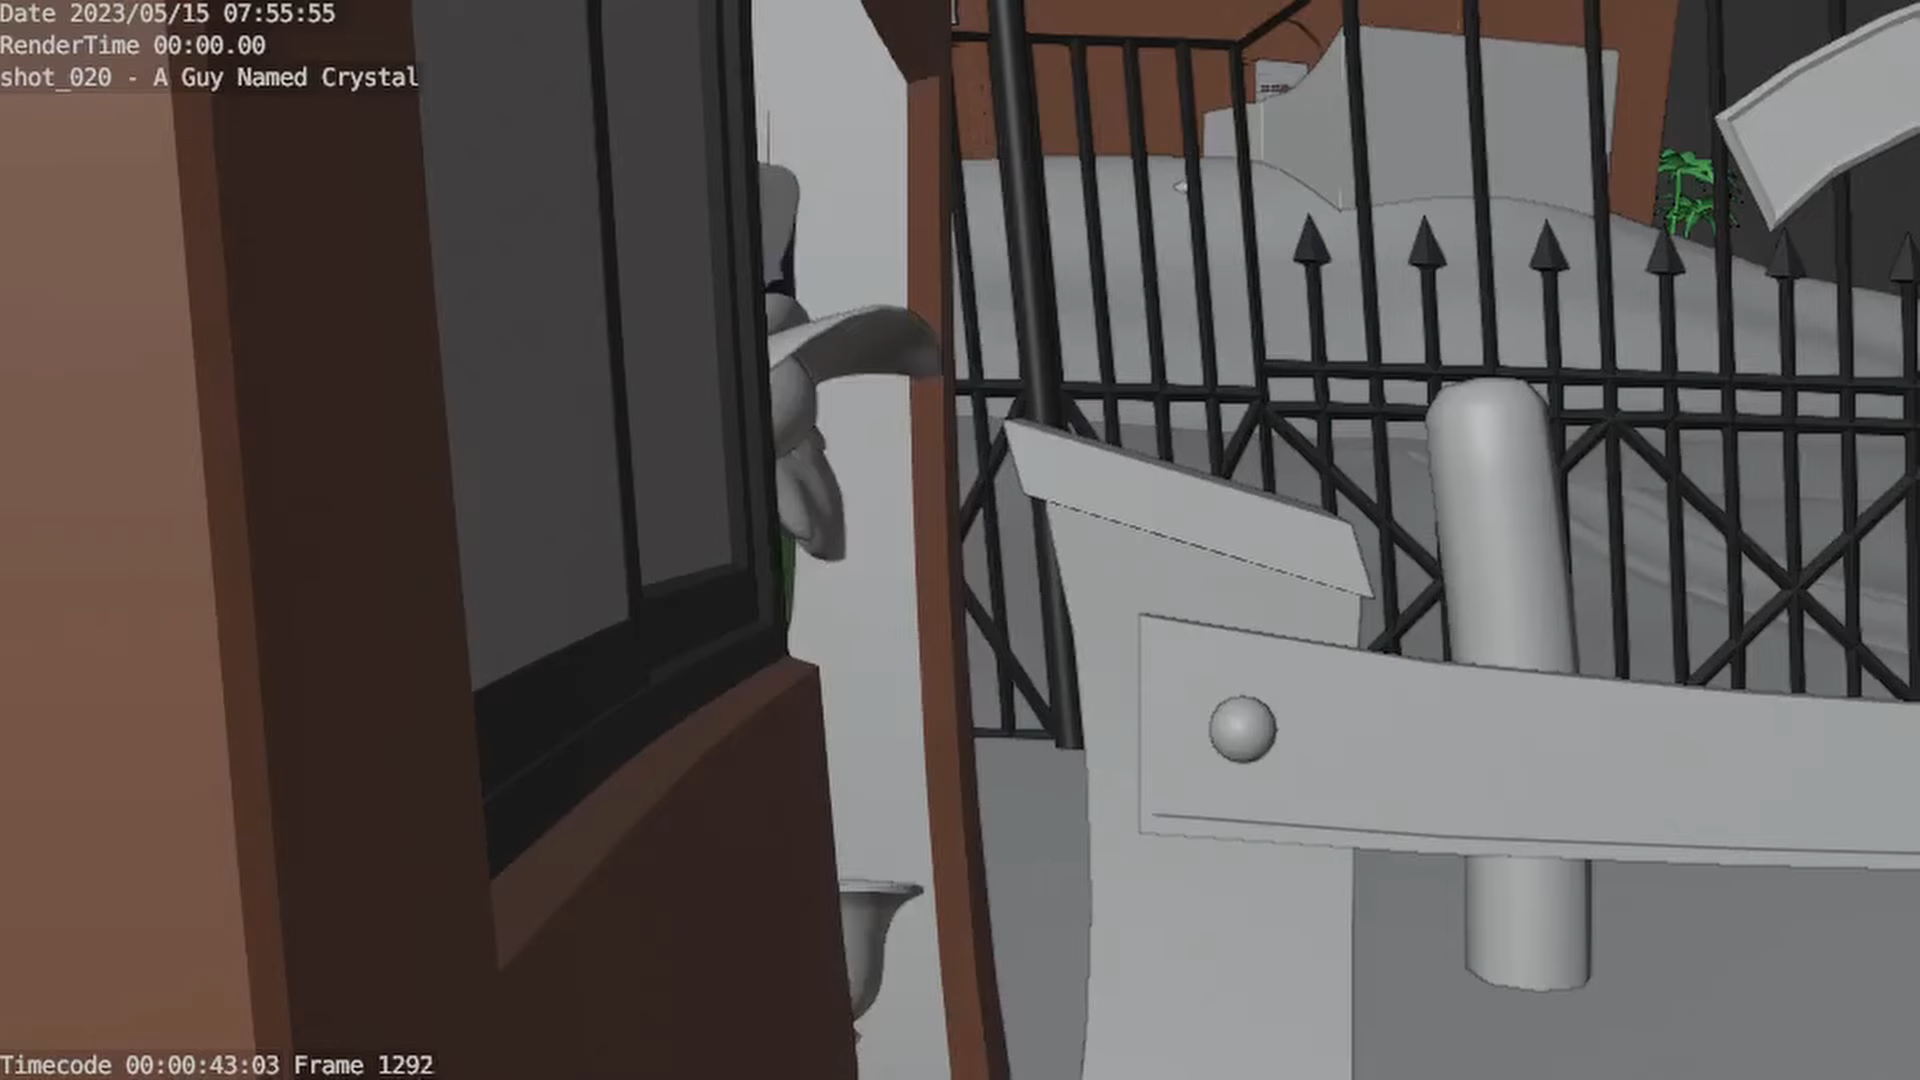 Date 2023/05/15 07:55:55
RenderTime 00:00.00
shot_020 - A Guy Named Crystal
Timecode 00:00:43:03 Frame 1292